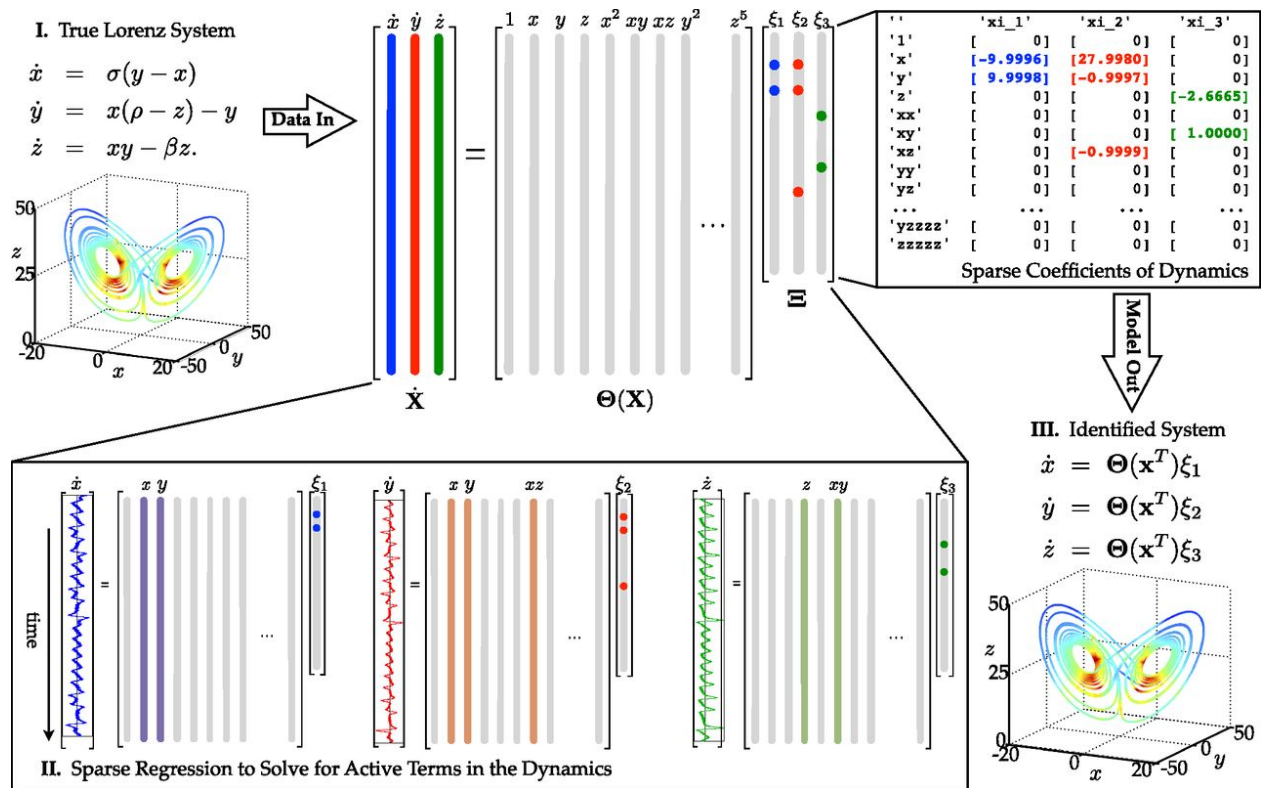 I. True Lorenz System
ẋ = σ(y − x)
ẏ = x(ρ − z) − y
ż = xy − βz.
Data In
50
z
25
0
-20
0
x
20
-50
0
y
50
ẋ ẏ ż
Ẋ
=
1 x y z x² xy xz y² z⁵
...
Θ(X)
ξ1 ξ2 ξ3
Ξ
'' 'xi_1' 'xi_2' 'xi_3'
'1' [ 0] [ 0] [ 0]
'x' [-9.9996] [27.9980] [ 0]
'y' [ 9.9998] [-0.9997] [ 0]
'z' [ 0] [ 0] [-2.6665]
'xx' [ 0] [ 0] [ 0]
'xy' [ 0] [ 0] [ 1.0000]
'xz' [ 0] [-0.9999] [ 0]
'yy' [ 0] [ 0] [ 0]
'yz' [ 0] [ 0] [ 0]
... ... ... ...
'yzzzz' [ 0] [ 0] [ 0]
'zzzzz' [ 0] [ 0] [ 0]
Sparse Coefficients of Dynamics
Model Out
time
ẋ
=
x y
...
ξ1
ẏ
=
x y xz
...
ξ2
ż
=
z xy
...
ξ3
II. Sparse Regression to Solve for Active Terms in the Dynamics
III. Identified System
ẋ = Θ(xᵀ)ξ1
ẏ = Θ(xᵀ)ξ2
ż = Θ(xᵀ)ξ3
50
z
25
0
-20
0
x
20
-50
0
y
50